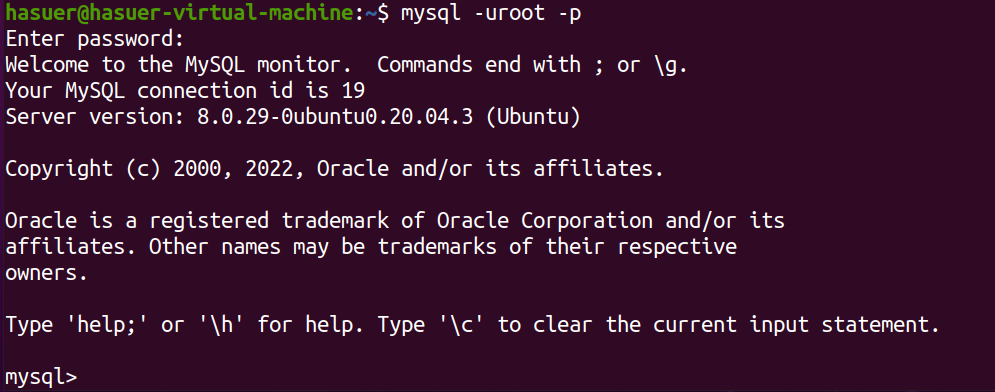 hasuer@hasuer-virtual-machine:~$ mysql -uroot -p
Enter password:
Welcome to the MySQL monitor.  Commands end with ; or \g.
Your MySQL connection id is 19
Server version: 8.0.29-0ubuntu0.20.04.3 (Ubuntu)
Copyright (c) 2000, 2022, Oracle and/or its affiliates.
Oracle is a registered trademark of Oracle Corporation and/or its
affiliates. Other names may be trademarks of their respective
owners.
Type 'help;' or '\h' for help. Type '\c' to clear the current input statement.
mysql>